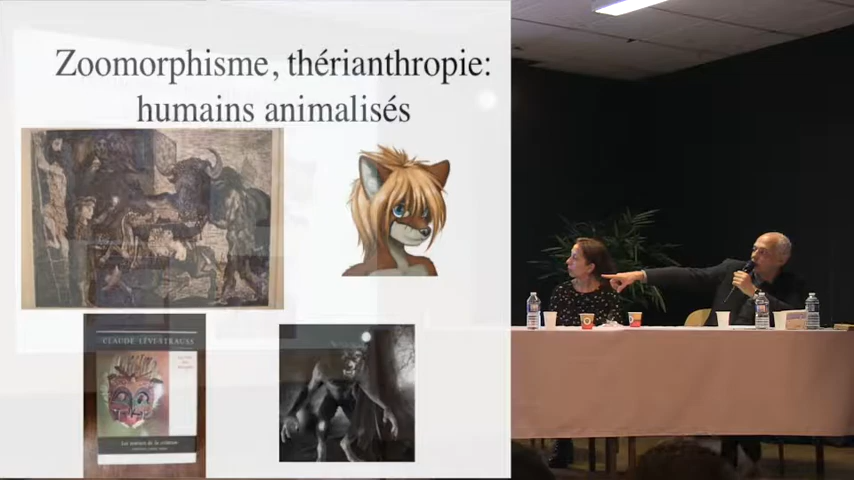 Zoomorphisme, thérianthropie:
humains animalisés
CLAUDE LÉVI-STRAUSS